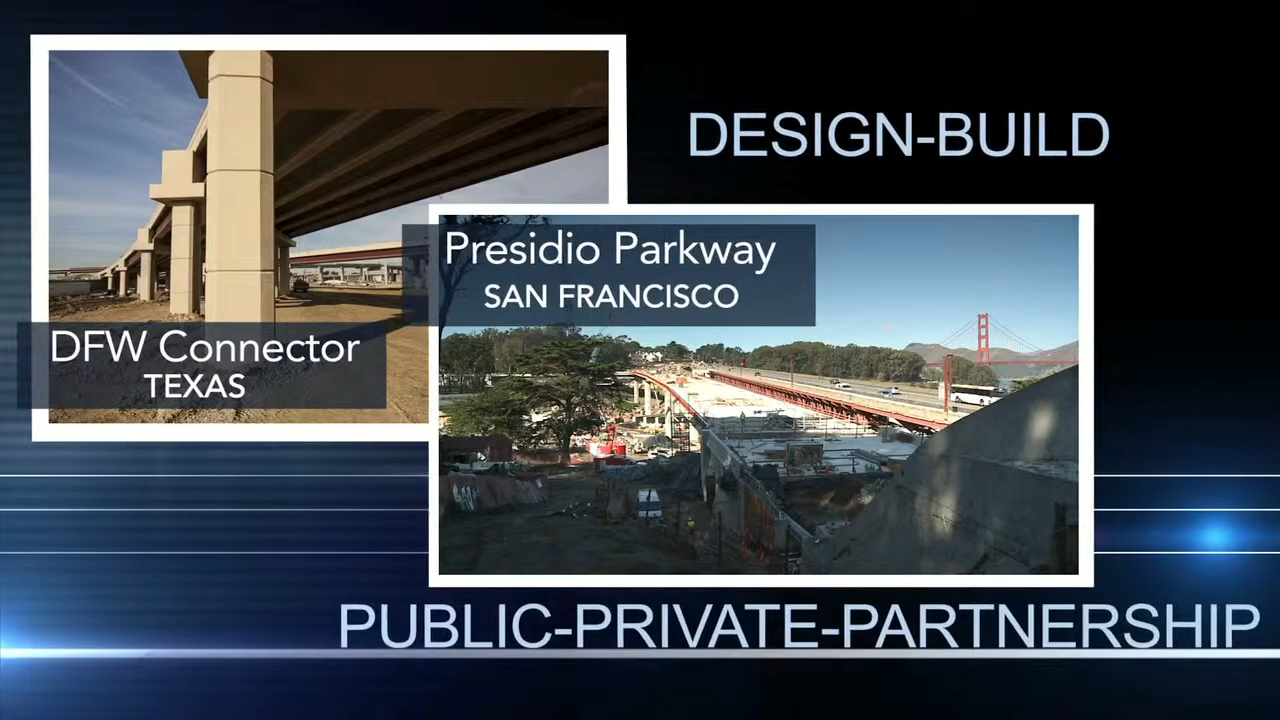 DESIGN-BUILD
Presidio Parkway
SAN FRANCISCO
DFW Connector
TEXAS
PUBLIC-PRIVATE-PARTNERSHIP